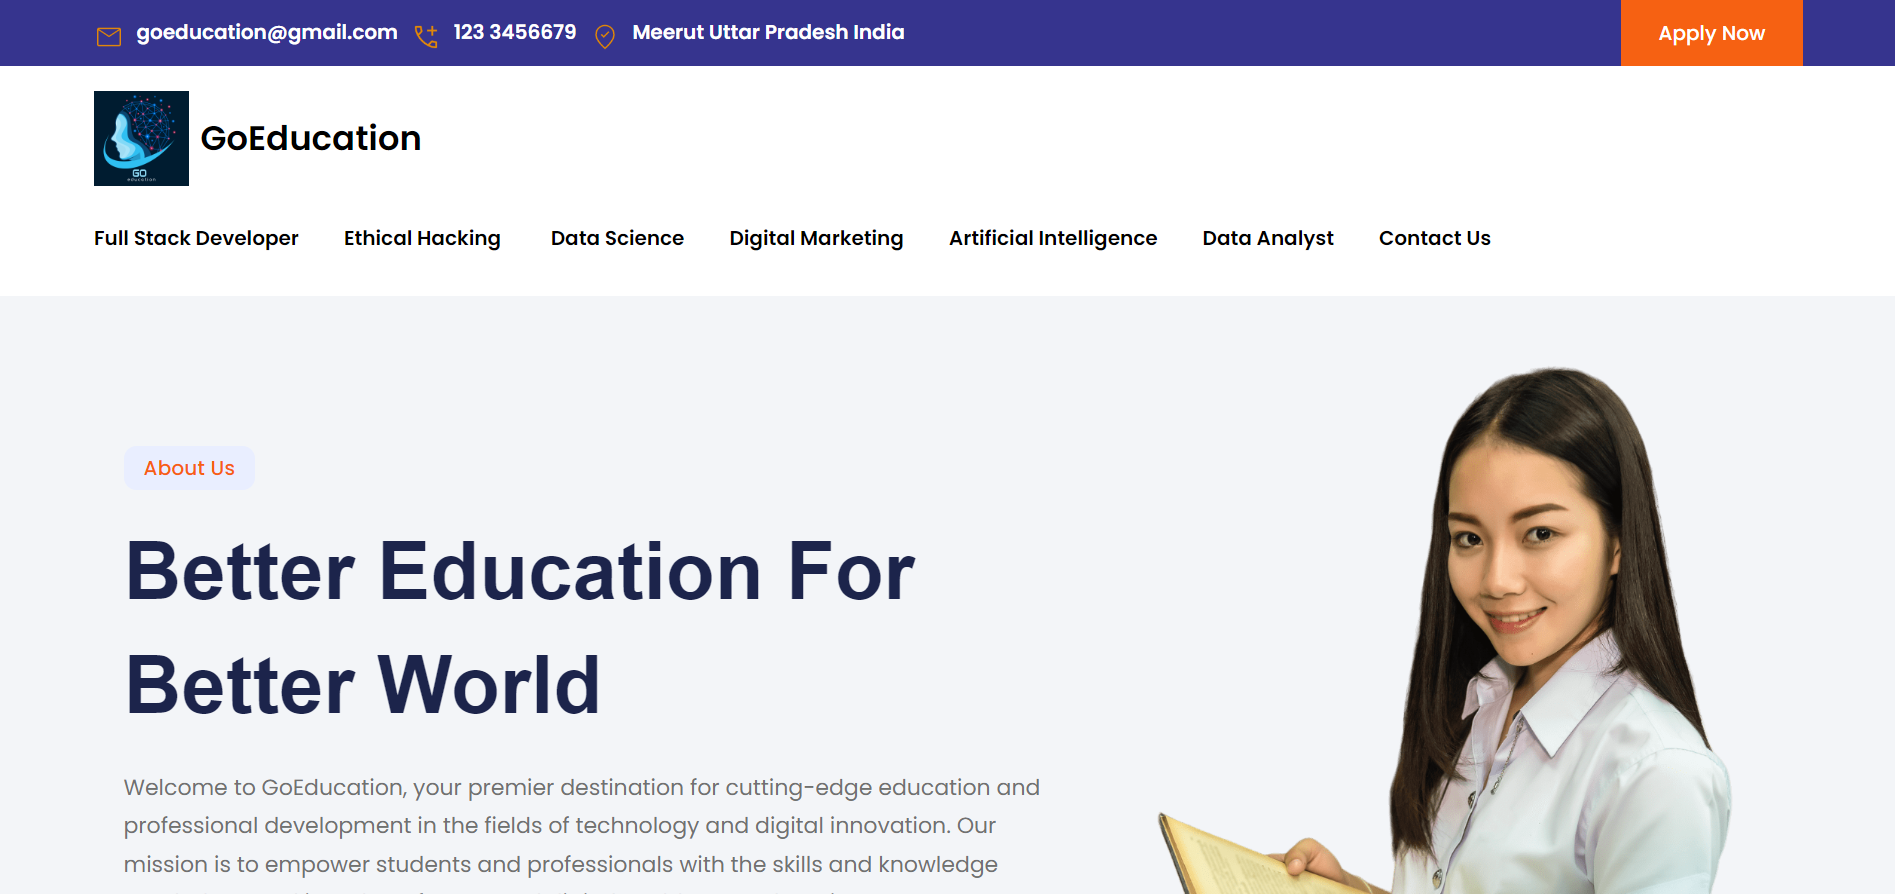 goeducation@gmail.com 123 3456679 Meerut Uttar Pradesh India Apply Now
GO
education
GoEducation
Full Stack Developer Ethical Hacking Data Science Digital Marketing Artificial Intelligence Data Analyst Contact Us
About Us
Better Education For
Better World
Welcome to GoEducation, your premier destination for cutting-edge education and
professional development in the fields of technology and digital innovation. Our
mission is to empower students and professionals with the skills and knowledge